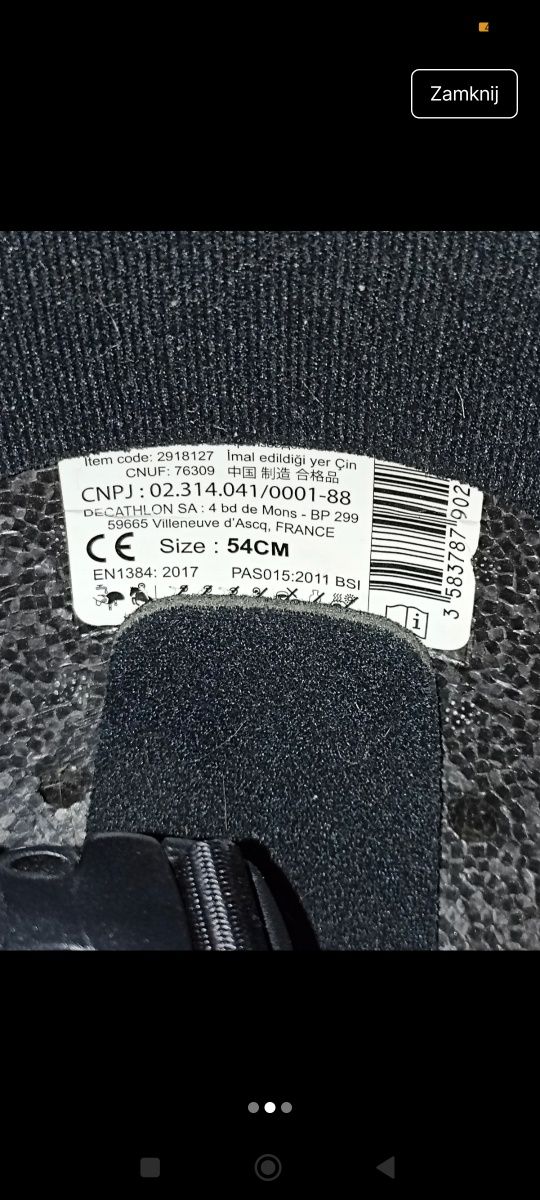 Zamknij
Item code: 2918127 İmal edildiği yer Çin
CNUF: 76309 中国 制造 合格品
CNPJ : 02.314.041/0001-88
DECATHLON SA : 4 bd de Mons - BP 299
59665 Villeneuve d'Ascq, FRANCE
CE Size : 54CM
EN1384: 2017 PAS015:2011 BSI
3 583787 902